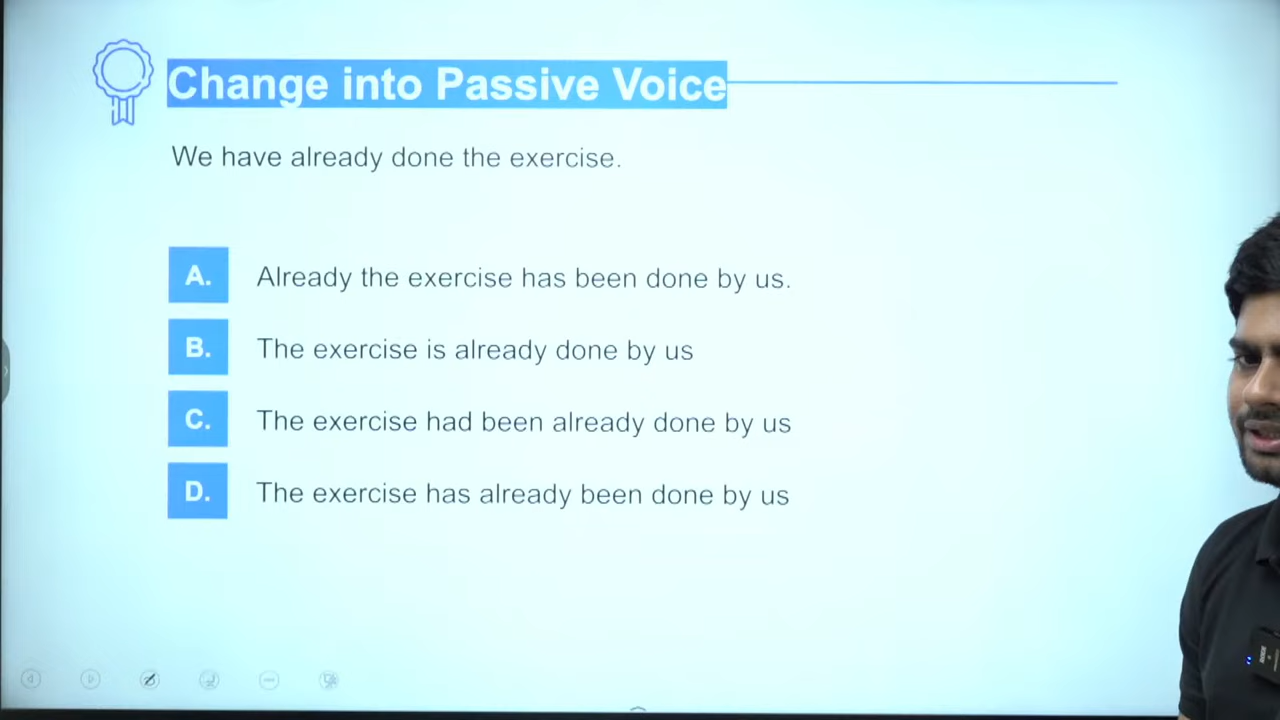 Change into Passive Voice
We have already done the exercise.
A. Already the exercise has been done by us.
B. The exercise is already done by us
C. The exercise had been already done by us
D. The exercise has already been done by us